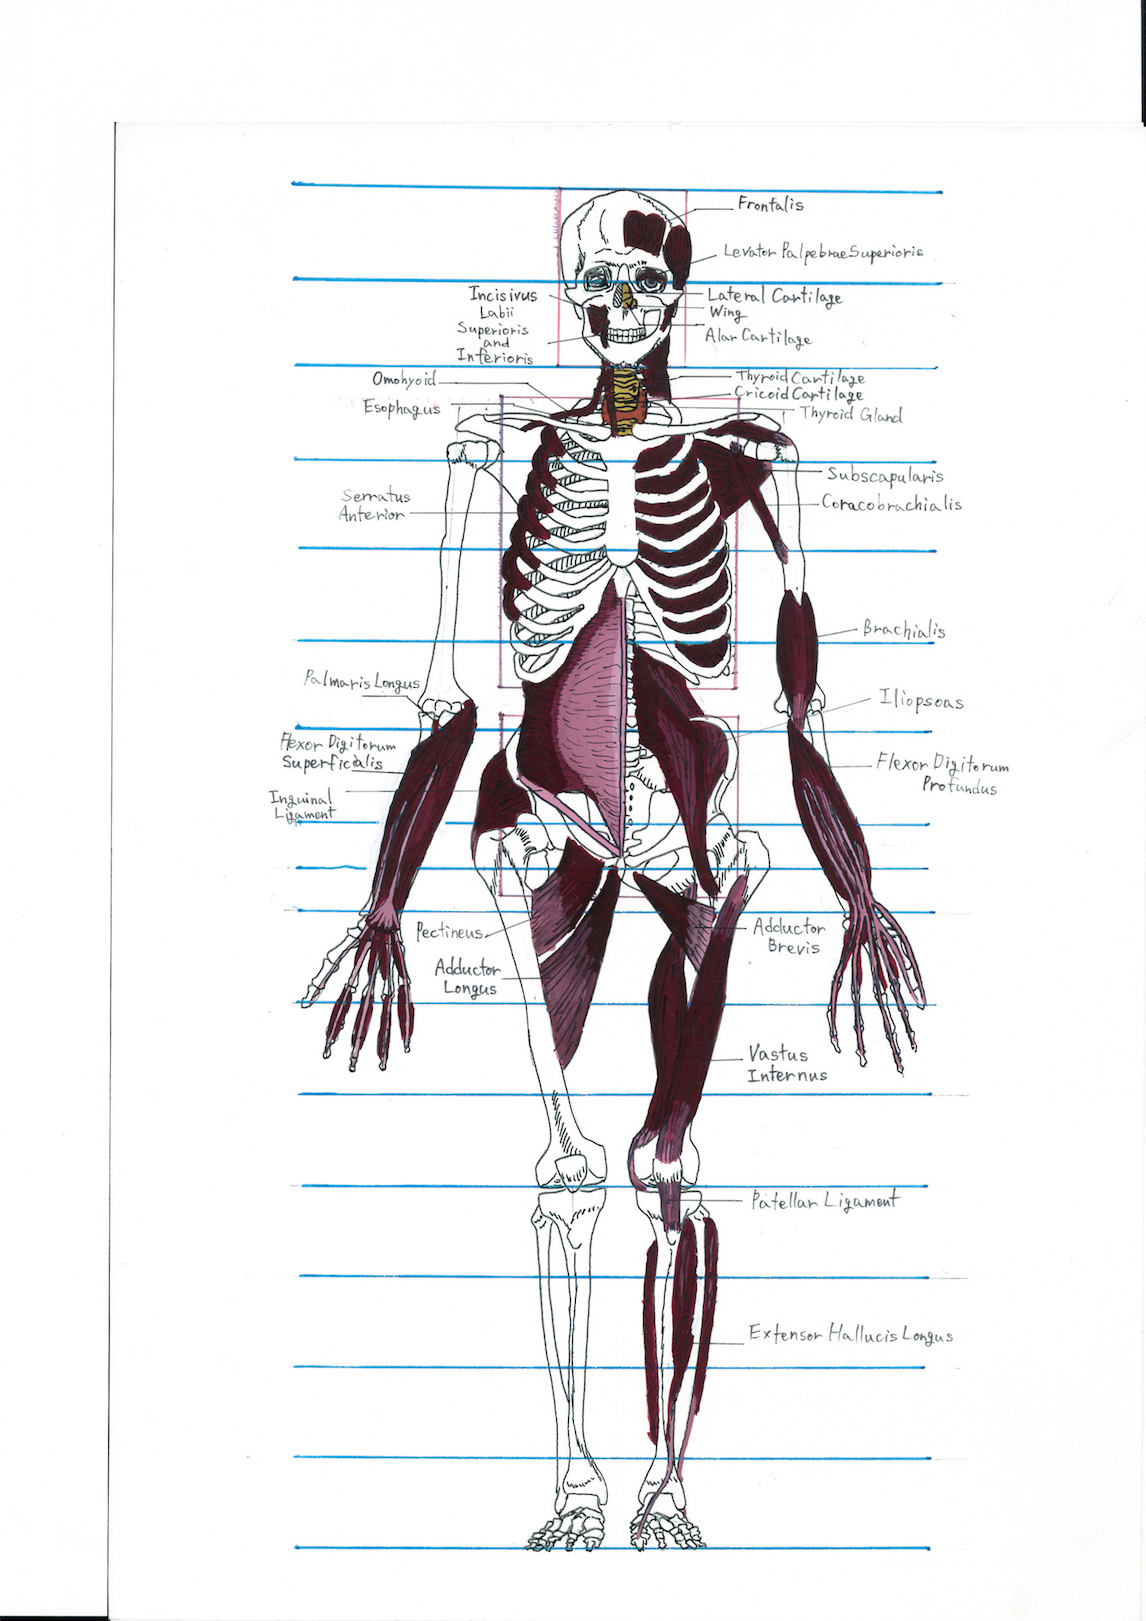 Frontalis
Levator Palpebrae Superioris
Incisivus
Labii
Superioris
and
Inferioris
Lateral Cartilage
Wing
Alar Cartilage
Omohyoid
Esophagus
Thyroid Cartilage
Cricoid Cartilage
Thyroid Gland
Serratus
Anterior
Subscapularis
Coracobrachialis
Brachialis
Palmaris Longus
Iliopsoas
Flexor Digitorum
Superficialis
Flexor Digitorum
Profundus
Inguinal
Ligament
Pectineus
Adductor
Brevis
Adductor
Longus
Vastus
Internus
Patellar Ligament
Extensor Hallucis Longus